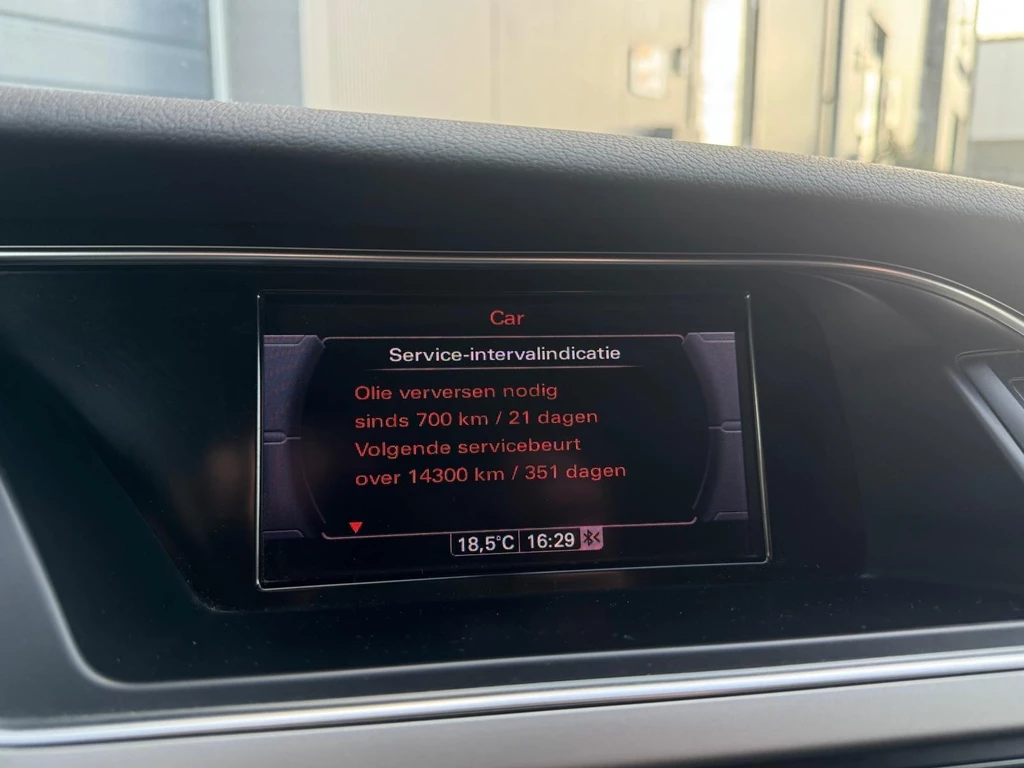 Car
Service-intervalindicatie
Olie verversen nodig
sinds 700 km / 21 dagen
Volgende servicebeurt
over 14300 km / 351 dagen
18,5°C 16:29